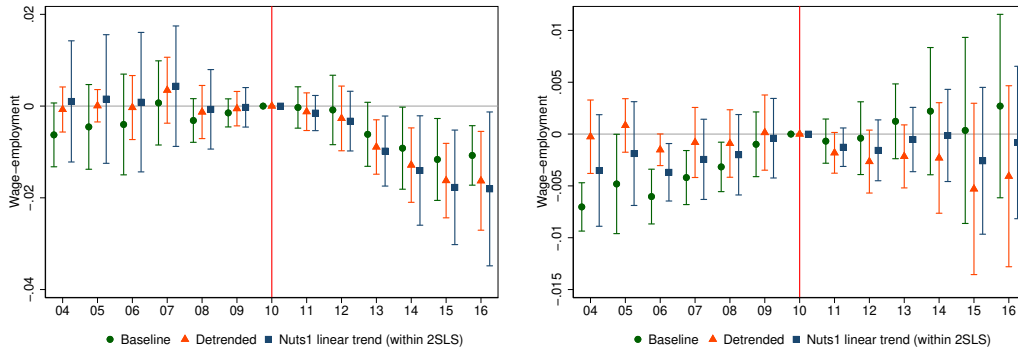 .02
0
-.02
-.04
Wage-employment
04 05 06 07 08 09 10 11 12 13 14 15 16
Baseline Detrended Nuts1 linear trend (within 2SLS)
.01
.005
0
-.005
-.01
-.015
Wage-employment
04 05 06 07 08 09 10 11 12 13 14 15 16
Baseline Detrended Nuts1 linear trend (within 2SLS)